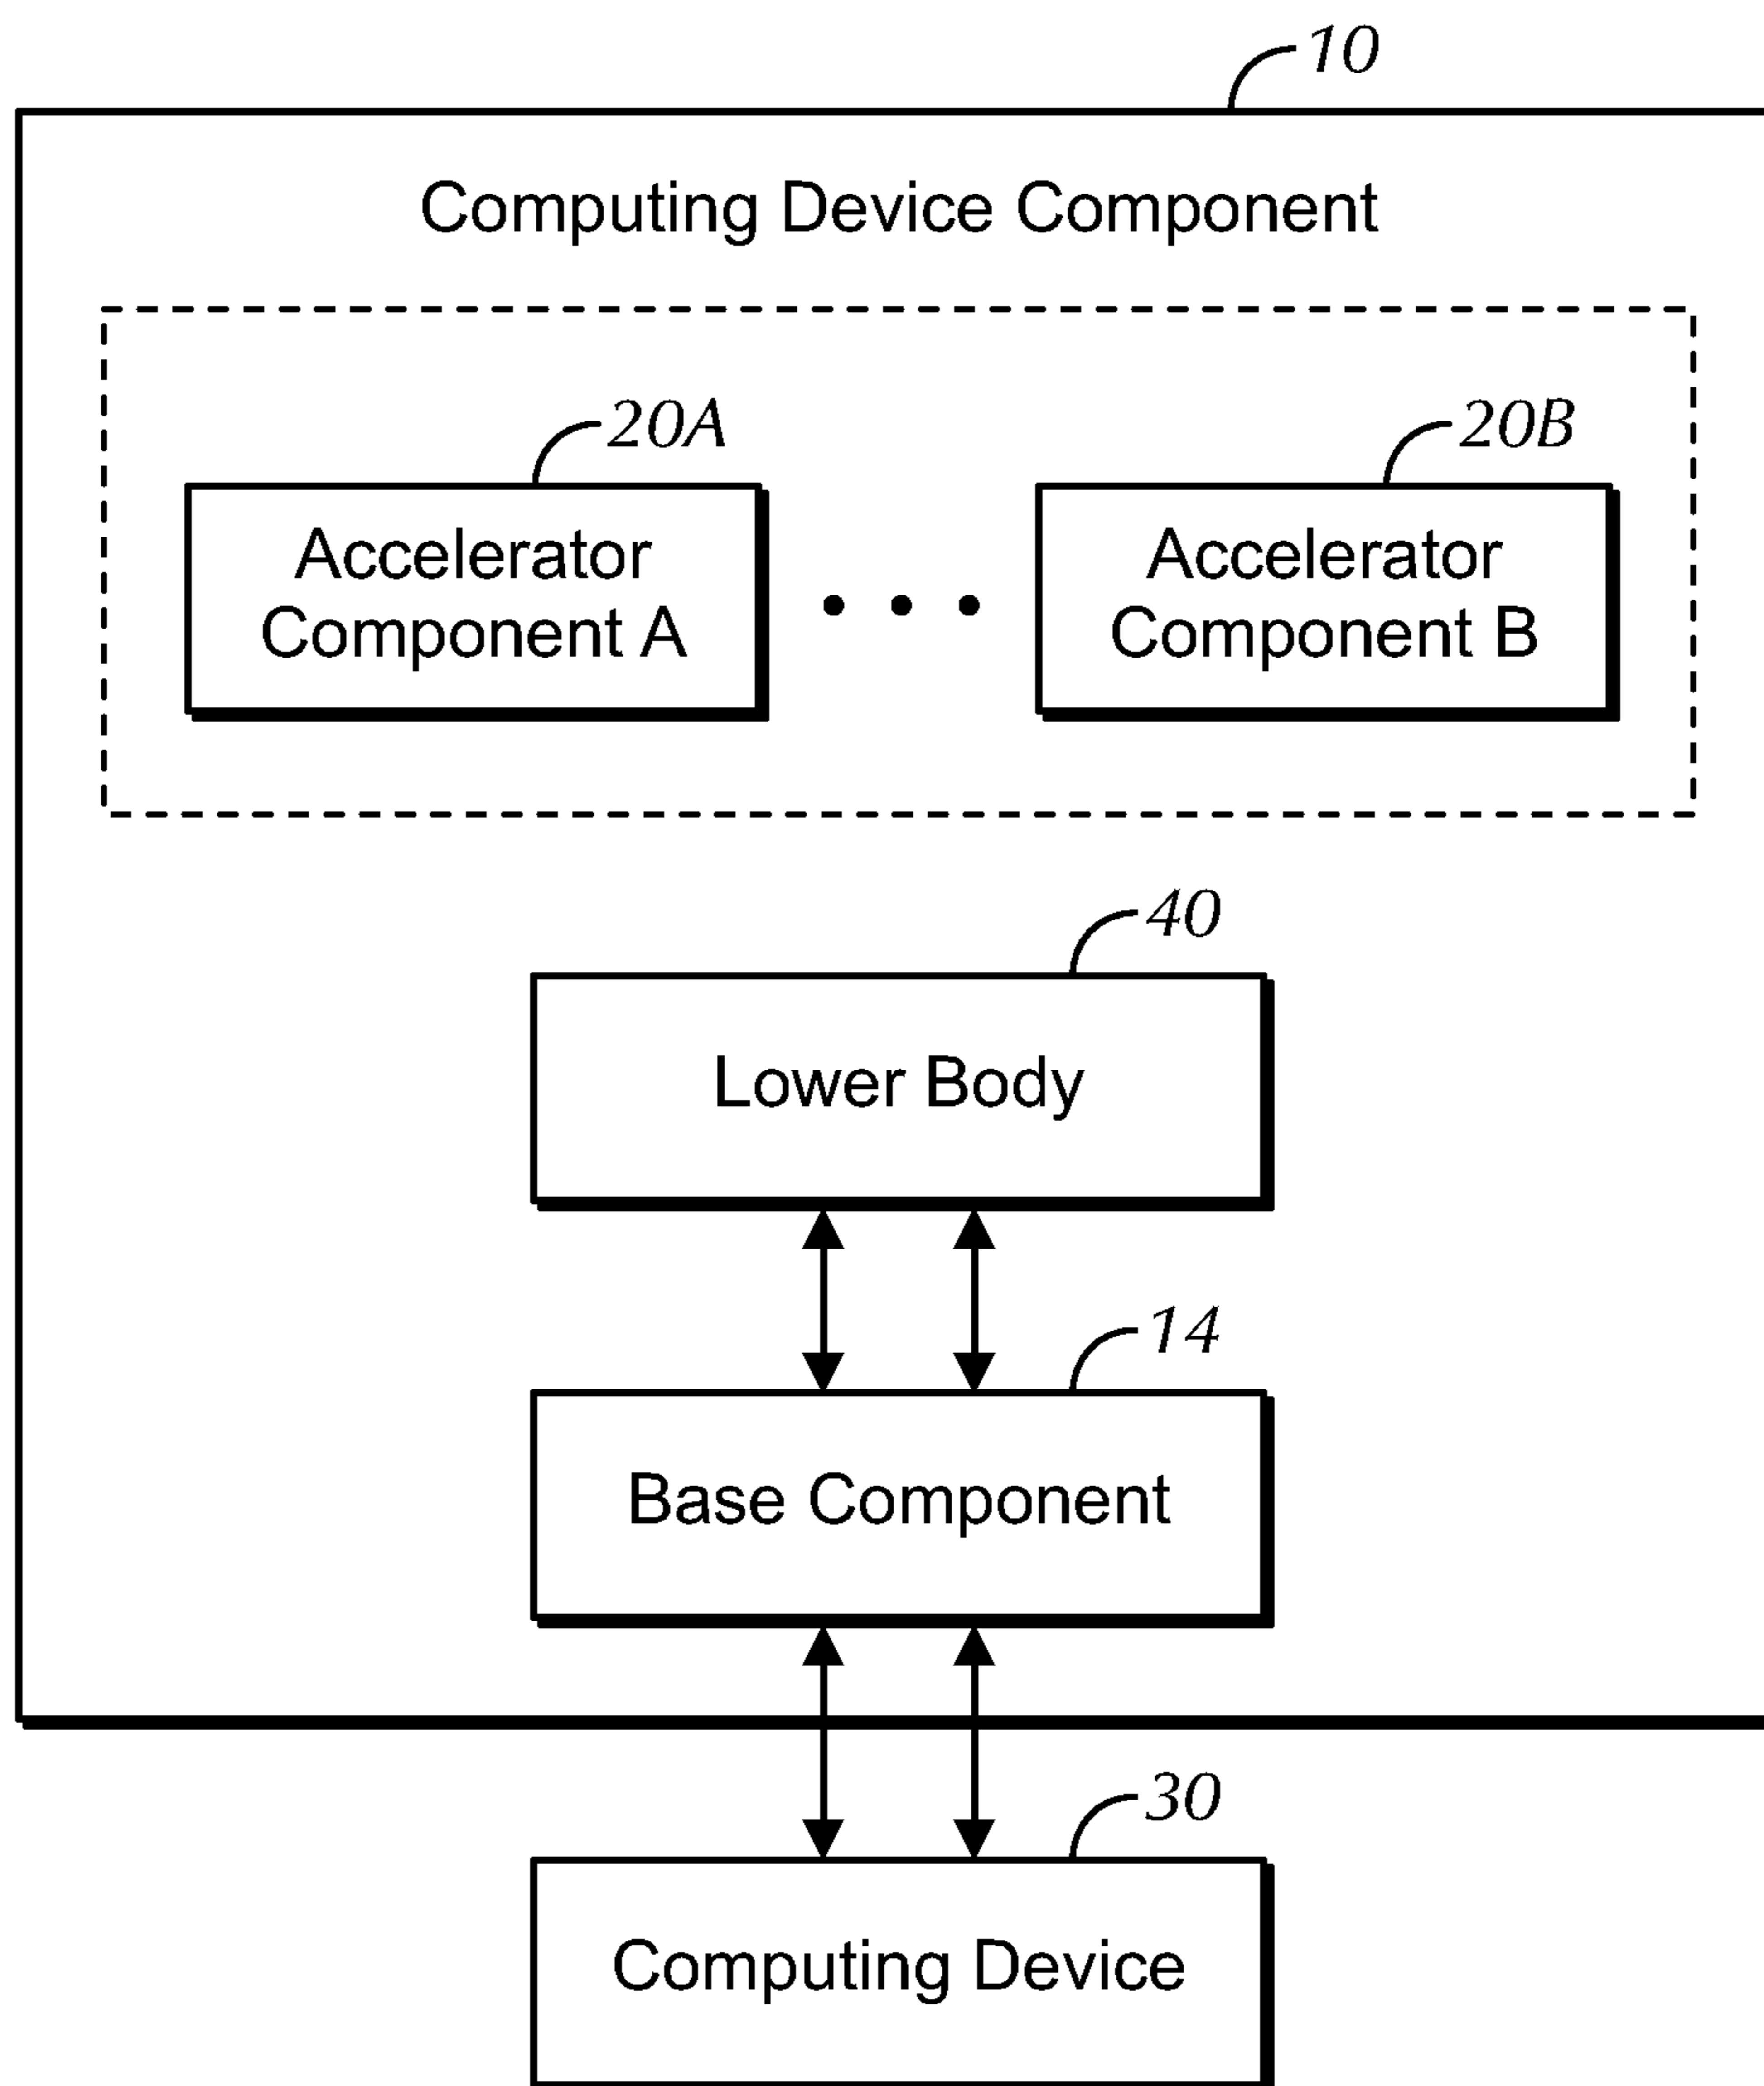 10
Computing Device Component
20A
20B
Accelerator
Component A
Accelerator
Component B
40
Lower Body
14
Base Component
30
Computing Device